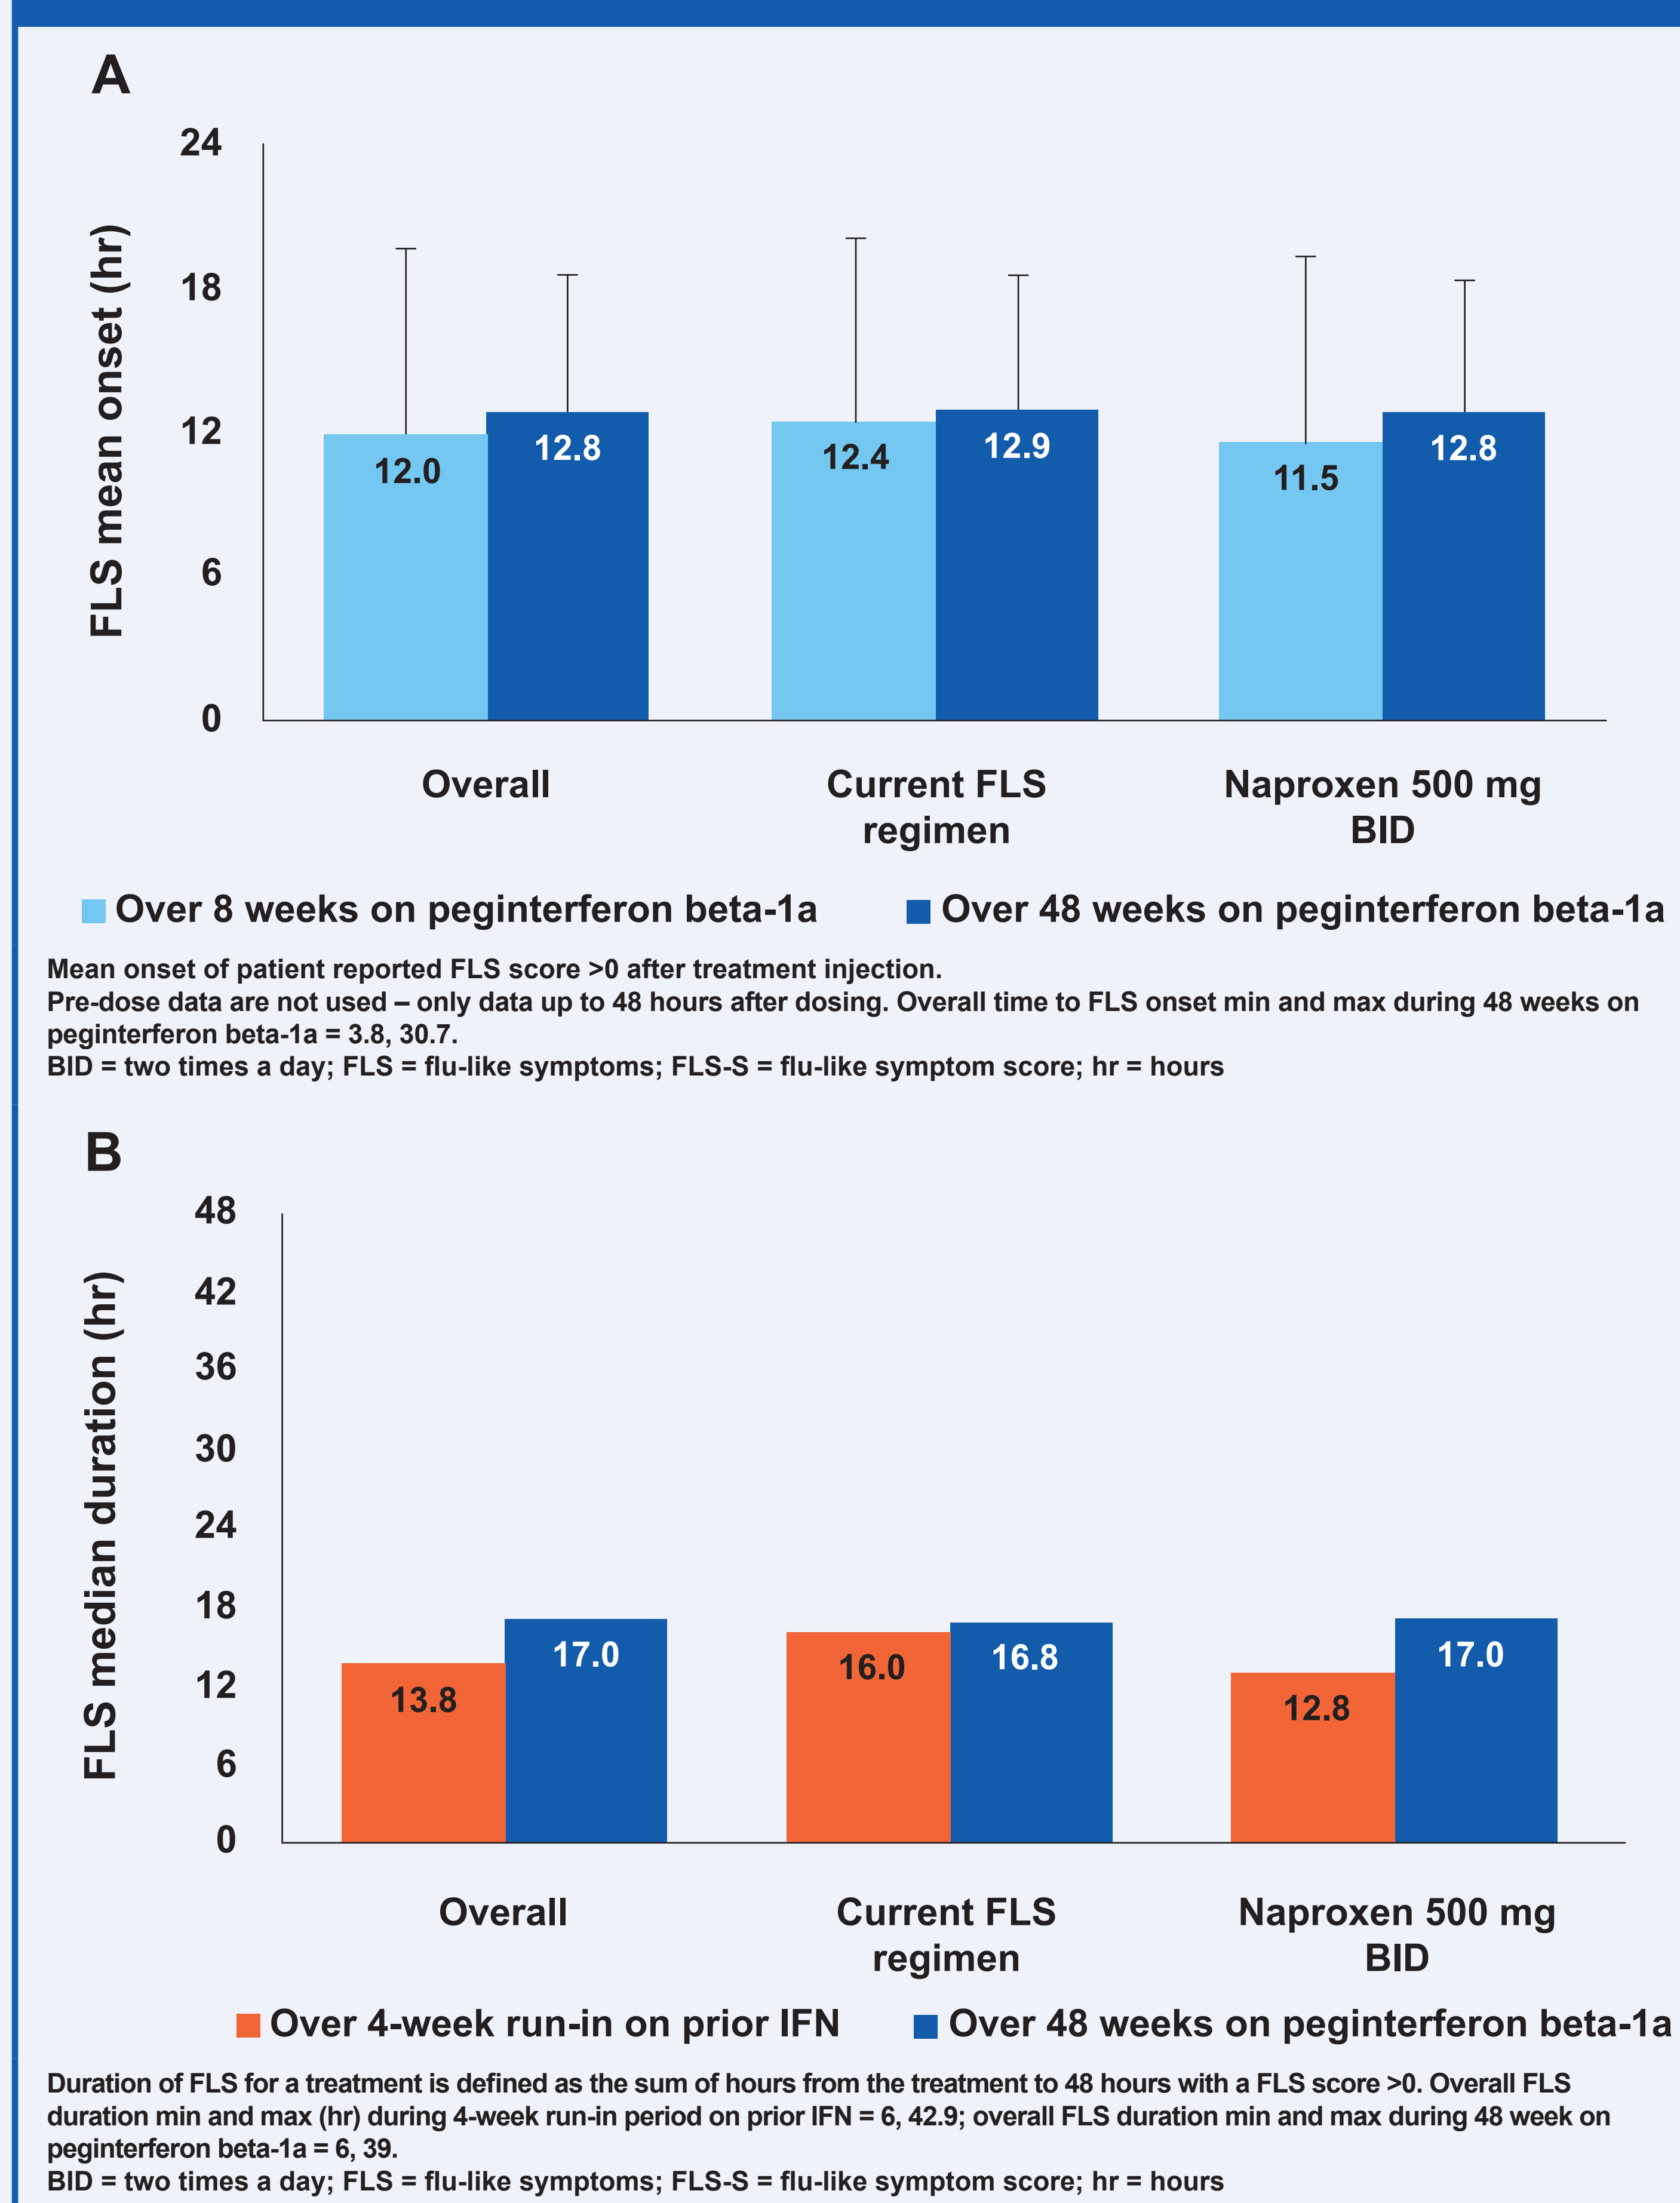 A
24
18
12
6
0
FLS mean onset (hr)
12.0
12.8
12.4
12.9
11.5
12.8
Overall
Current FLS
regimen
Naproxen 500 mg
BID
Over 8 weeks on peginterferon beta-1a
Over 48 weeks on peginterferon beta-1a
Mean onset of patient reported FLS score >0 after treatment injection.
Pre-dose data are not used – only data up to 48 hours after dosing. Overall time to FLS onset min and max during 48 weeks on
peginterferon beta-1a = 3.8, 30.7.
BID = two times a day; FLS = flu-like symptoms; FLS-S = flu-like symptom score; hr = hours
B
48
42
36
30
24
18
12
6
0
FLS median duration (hr)
13.8
17.0
16.0
16.8
12.8
17.0
Overall
Current FLS
regimen
Naproxen 500 mg
BID
Over 4-week run-in on prior IFN
Over 48 weeks on peginterferon beta-1a
Duration of FLS for a treatment is defined as the sum of hours from the treatment to 48 hours with a FLS score >0. Overall FLS
duration min and max (hr) during 4-week run-in period on prior IFN = 6, 42.9; overall FLS duration min and max during 48 week on
peginterferon beta-1a = 6, 39.
BID = two times a day; FLS = flu-like symptoms; FLS-S = flu-like symptom score; hr = hours